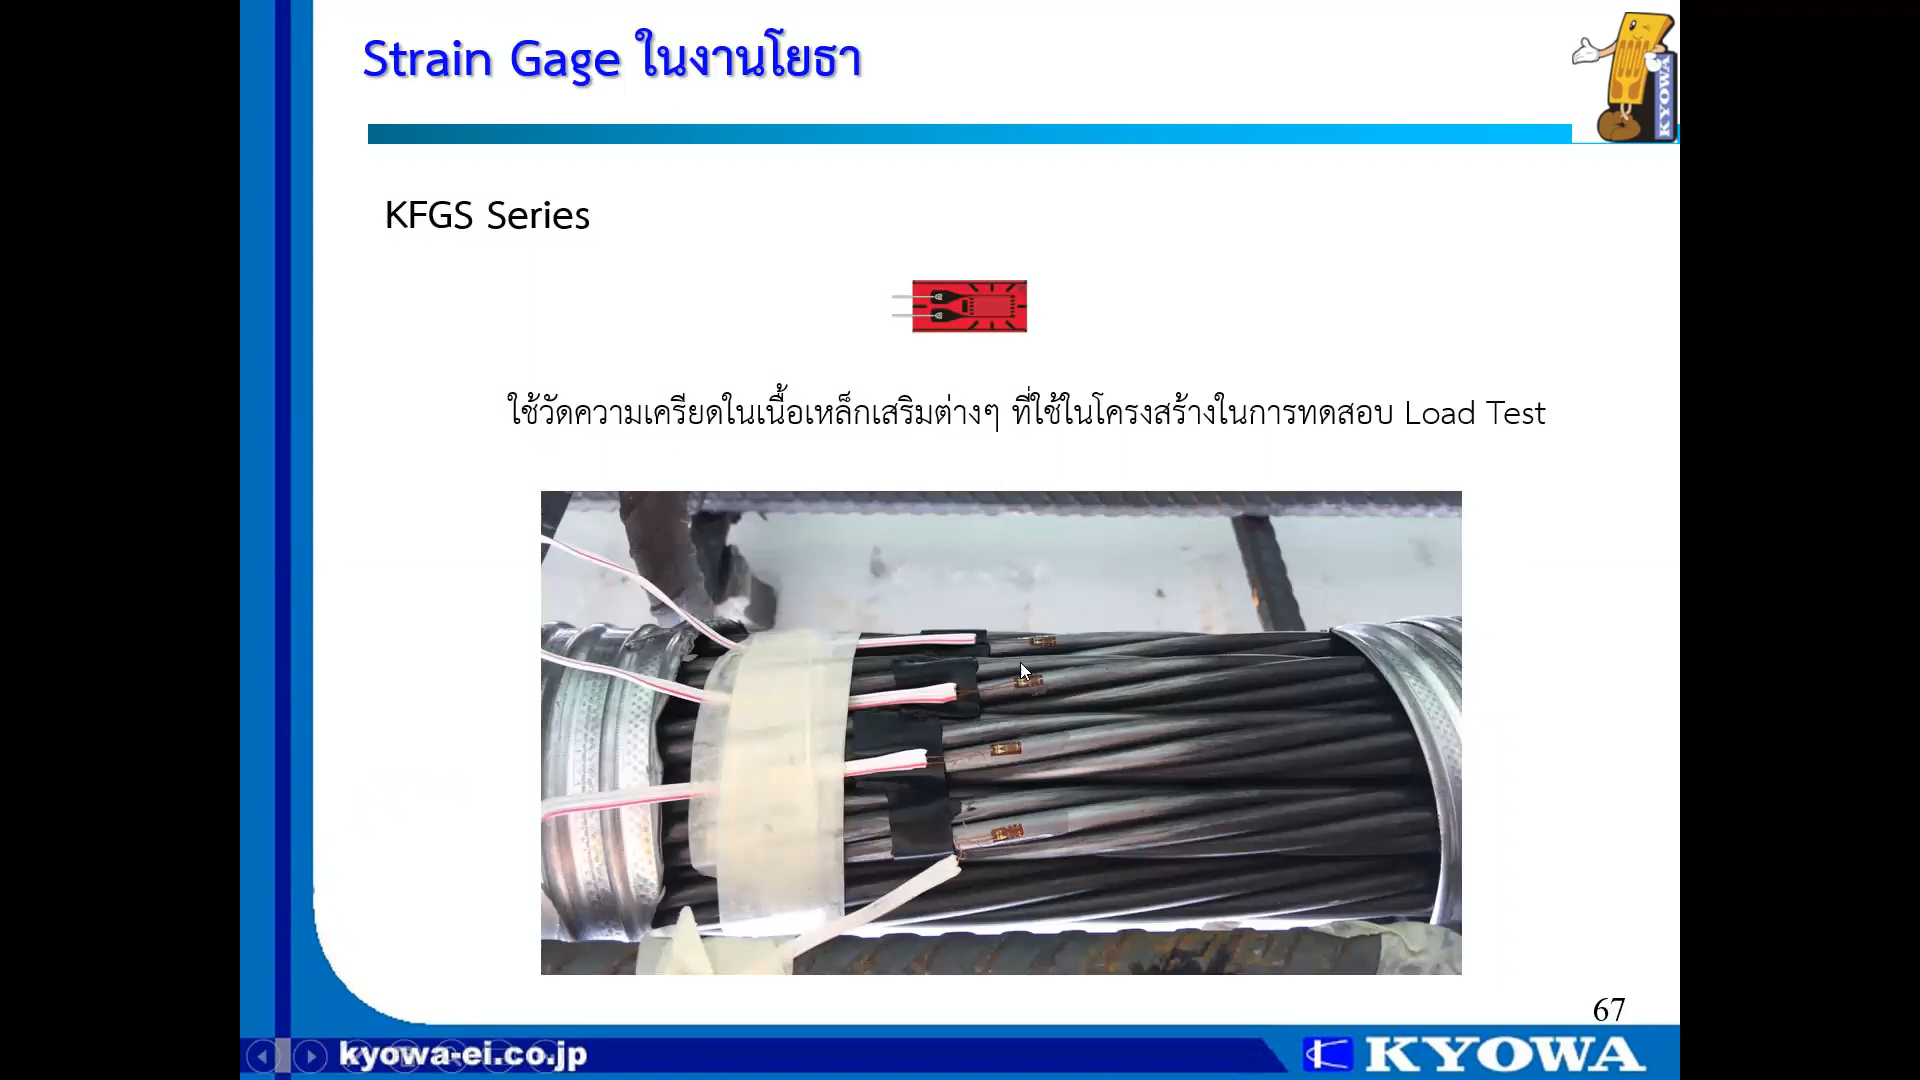 Strain Gage ในงานโยธา
KYOWA
KFGS Series
ใช้วัดความเครียดในเนื้อเหล็กเสริมต่างๆ ที่ใช้ในโครงสร้างในการทดสอบ Load Test
67
kyowa-ei.co.jp
KYOWA